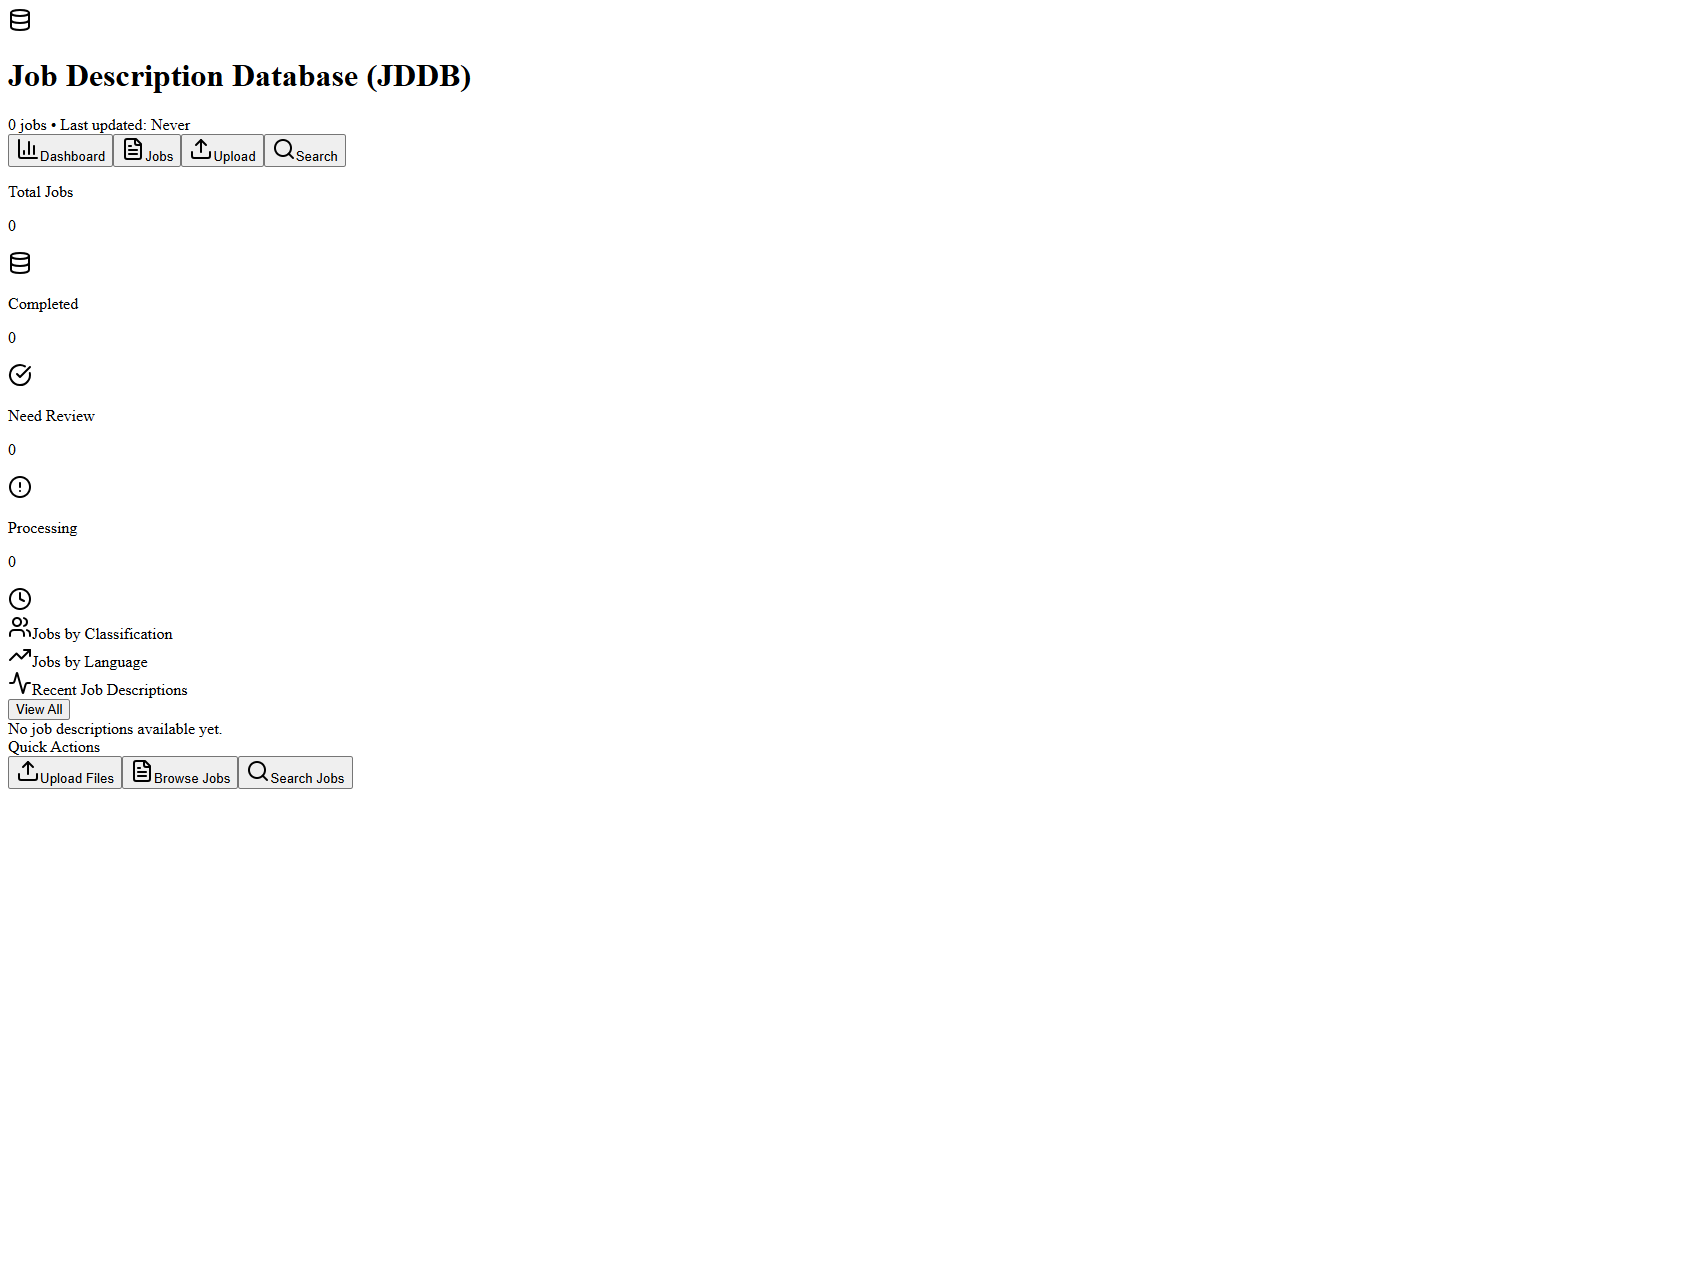 Job Description Database (JDDB)
0 jobs • Last updated: Never
Dashboard Jobs Upload Search
Total Jobs
0
Completed
0
Need Review
0
Processing
0
Jobs by Classification
Jobs by Language
Recent Job Descriptions
View All
No job descriptions available yet.
Quick Actions
Upload Files Browse Jobs Search Jobs